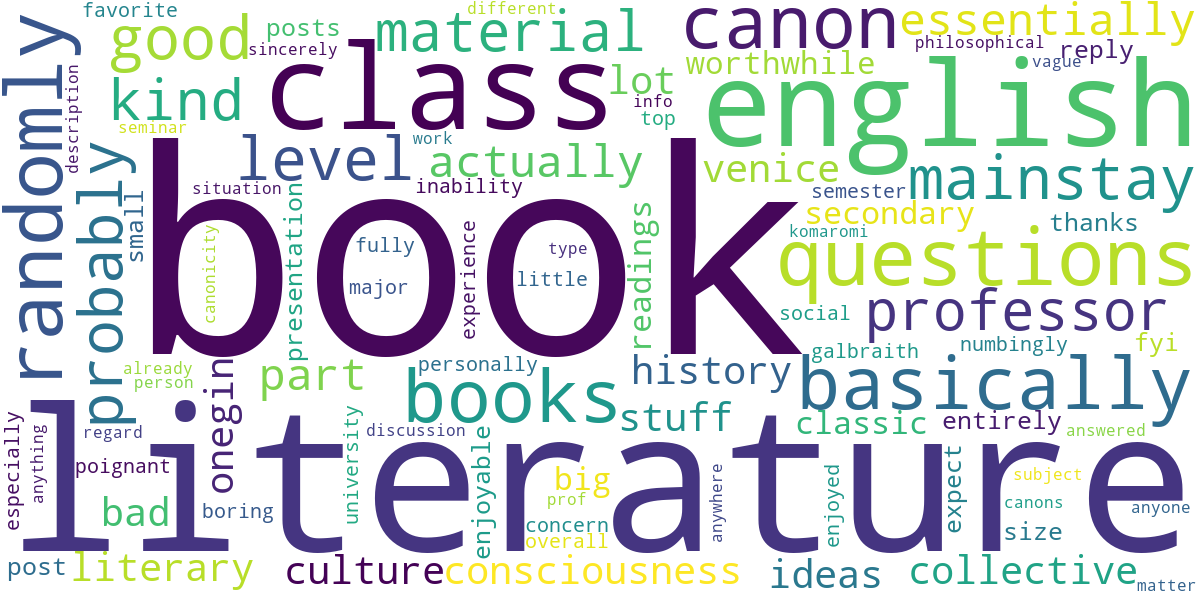 favorite
different
good
posts
material
canon
essentially
sincerely
philosophical
reply
randomly
description
kind
class
lot
worthwhile
vague
info
top
english
seminar
level
work
actually
venice
mainstay
probably
small
situation
inability
semester
secondary
thanks
book
canonicity
presentation
fully
major
experience
type
little
readings
komaromi
questions
social
professor
already
person
onegin
part
personally
books
history
galbraith
numbingly
fyi
basically
stuff
classic
entirely
answered
especially
anything
regard
poignant
literature
university
discussion
enjoyable
big
prof
anywhere
enjoyed
expect
subject
canons
anyone
bad
boring
concern
overall
size
post
literary
culture
consciousness
ideas
collective
matter